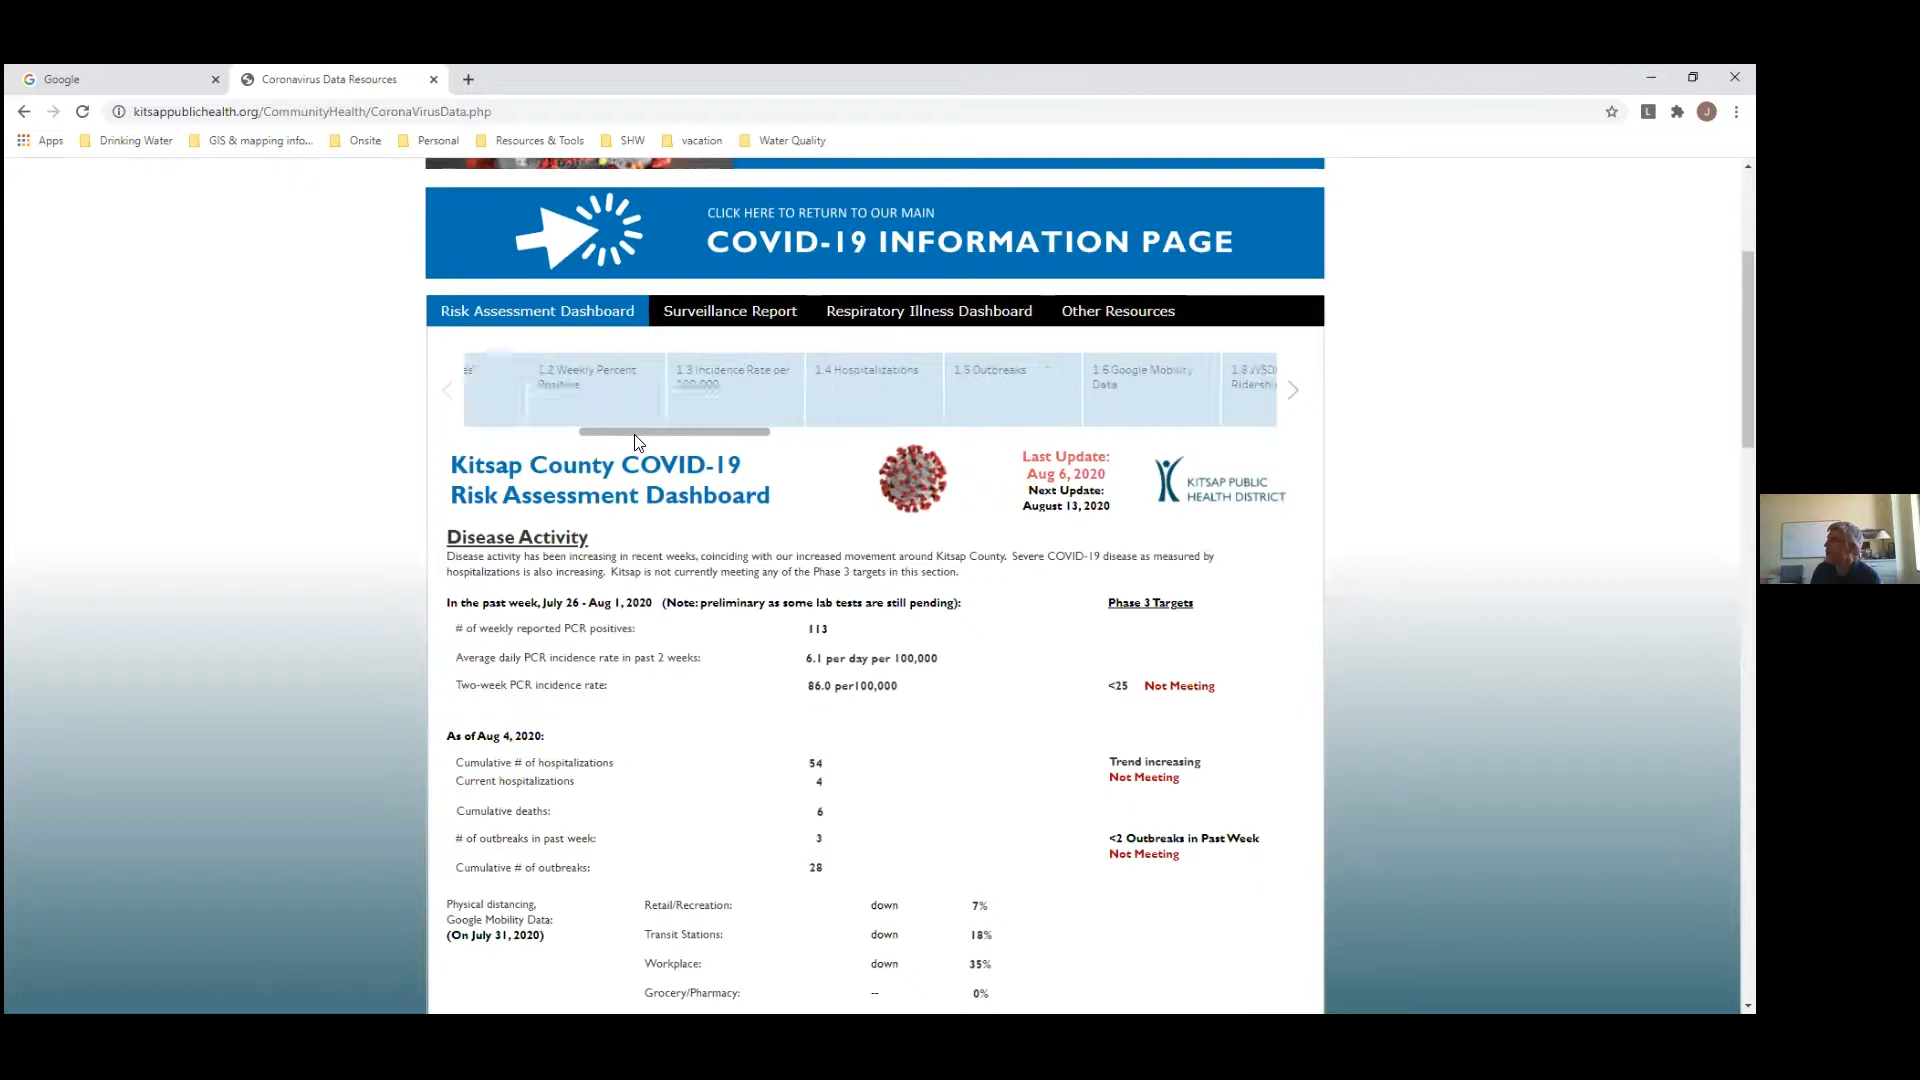 Google
Coronavirus Data Resources
kitsappublichealth.org/CommunityHealth/CoronaVirusData.php
L
J
Apps
Drinking Water
GIS & mapping info...
Onsite
Personal
Resources & Tools
SHW
vacation
Water Quality
CLICK HERE TO RETURN TO OUR MAIN
COVID-19 INFORMATION PAGE
Risk Assessment Dashboard
Surveillance Report
Respiratory Illness Dashboard
Other Resources
1.2 Weekly Percent
Positive
1.3 Incidence Rate per
100,000
1.4 Hospitalizations
1.5 Outbreaks
1.6 Google Mobility
Data
Kitsap County COVID-19
Risk Assessment Dashboard
Last Update:
Aug 6, 2020
Next Update:
August 13, 2020
KITSAP PUBLIC
HEALTH DISTRICT
Disease Activity
Disease activity has been increasing in recent weeks, coinciding with our increased movement around Kitsap County. Severe COVID-19 disease as measured by
hospitalizations is also increasing. Kitsap is not currently meeting any of the Phase 3 targets in this section.
In the past week, July 26 - Aug 1, 2020 (Note: preliminary as some lab tests are still pending): Phase 3 Targets
# of weekly reported PCR positives: 113
Average daily PCR incidence rate in past 2 weeks: 6.1 per day per 100,000
Two-week PCR incidence rate: 86.0 per100,000 <25 Not Meeting
As of Aug 4, 2020:
Cumulative # of hospitalizations 54 Trend increasing
Current hospitalizations 4 Not Meeting
Cumulative deaths: 6
# of outbreaks in past week: 3 <2 Outbreaks in Past Week
Not Meeting
Cumulative # of outbreaks: 28
Physical distancing, Retail/Recreation: down 7%
Google Mobility Data:
(On July 31, 2020) Transit Stations: down 18%
Workplace: down 35%
Grocery/Pharmacy: -- 0%